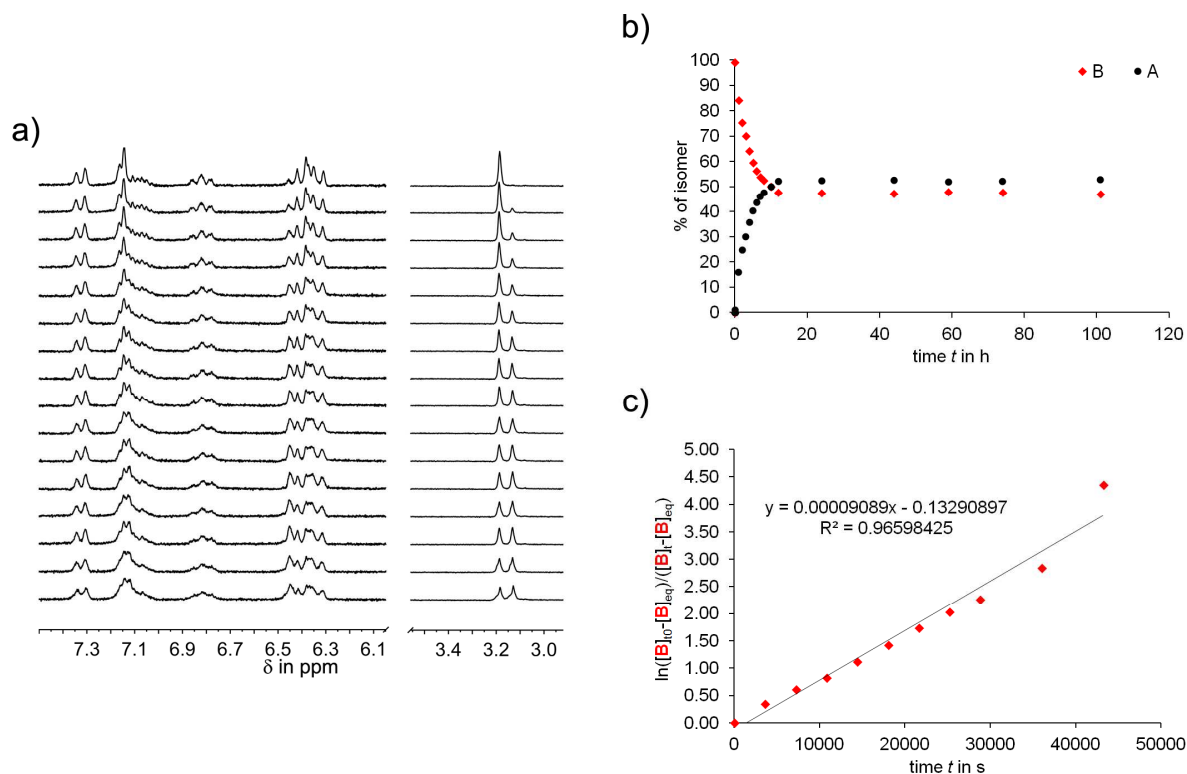 a)
7.3 7.1 6.9 6.7 6.5 6.3 6.1 3.4 3.2 3.0
δ in ppm
b)
100
90
80
70
60
50
40
30
20
10
0
% of isomer
B A
0 20 40 60 80 100 120
time t in h
c)
5.00
4.50
4.00
3.50
3.00
2.50
2.00
1.50
1.00
0.50
0.00
ln([B]t0-[B]eq)/([B]t-[B]eq)
y = 0.00009089x - 0.13290897
R² = 0.96598425
0 10000 20000 30000 40000 50000
time t in s